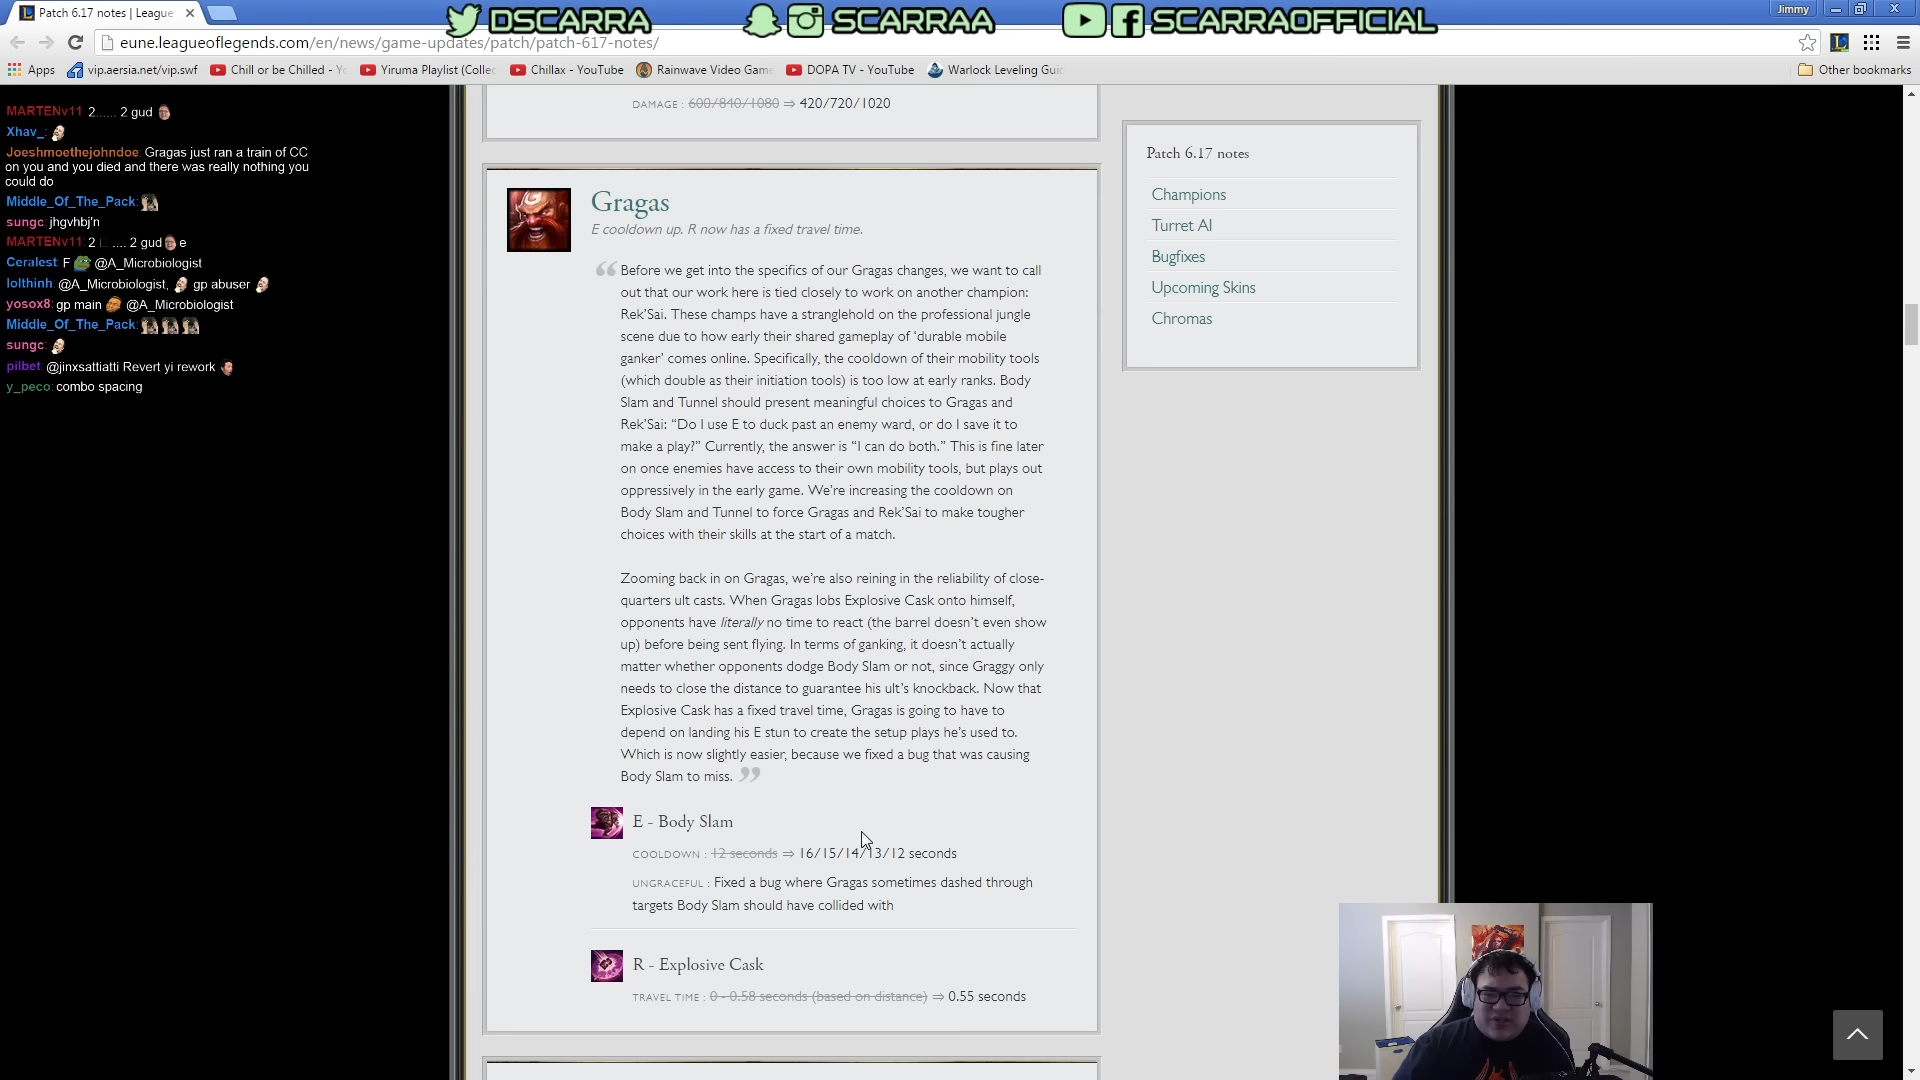 Patch 6.17 notes | League
DSCARRA
SCARRAA
SCARRAOFFICIAL
Jimmy
eune.leagueoflegends.com/en/news/game-updates/patch/patch-617-notes/
Apps
vip.aersia.net/vip.swf
Chill or be Chilled - Yo
Yiruma Playlist (Collec
Chillax - YouTube
Rainwave Video Game
DOPA TV - YouTube
Warlock Leveling Guid
Other bookmarks
MARTENv11 2...... 2 gud
Xhav_:
Joeshmoethejohndoe: Gragas just ran a train of CC
on you and you died and there was really nothing you
could do
Middle_Of_The_Pack:
sungc: jhgvhbj'n
MARTENv11: 2 .... 2 gud e
Ceralest F @A_Microbiologist
lolthinh: @A_Microbiologist, gp abuser
yosox8: gp main @A_Microbiologist
Middle_Of_The_Pack:
sungc:
pilbet @jinxsattiatti Revert yi rework
y_peco: combo spacing
DAMAGE : 600/840/1080 ⇒ 420/720/1020
Gragas
E cooldown up. R now has a fixed travel time.
“ Before we get into the specifics of our Gragas changes, we want to call
out that our work here is tied closely to work on another champion:
Rek’Sai. These champs have a stranglehold on the professional jungle
scene due to how early their shared gameplay of ‘durable mobile
ganker’ comes online. Specifically, the cooldown of their mobility tools
(which double as their initiation tools) is too low at early ranks. Body
Slam and Tunnel should present meaningful choices to Gragas and
Rek’Sai: “Do I use E to duck past an enemy ward, or do I save it to
make a play?” Currently, the answer is “I can do both.” This is fine later
on once enemies have access to their own mobility tools, but plays out
oppressively in the early game. We’re increasing the cooldown on
Body Slam and Tunnel to force Gragas and Rek’Sai to make tougher
choices with their skills at the start of a match.
Zooming back in on Gragas, we’re also reining in the reliability of close-
quarters ult casts. When Gragas lobs Explosive Cask onto himself,
opponents have literally no time to react (the barrel doesn’t even show
up) before being sent flying. In terms of ganking, it doesn’t actually
matter whether opponents dodge Body Slam or not, since Graggy only
needs to close the distance to guarantee his ult’s knockback. Now that
Explosive Cask has a fixed travel time, Gragas is going to have to
depend on landing his E stun to create the setup plays he’s used to.
Which is now slightly easier, because we fixed a bug that was causing
Body Slam to miss. ”
E - Body Slam
COOLDOWN : 12 seconds ⇒ 16/15/14/13/12 seconds
UNGRACEFUL : Fixed a bug where Gragas sometimes dashed through
targets Body Slam should have collided with
R - Explosive Cask
TRAVEL TIME : 0 - 0.58 seconds (based on distance) ⇒ 0.55 seconds
Patch 6.17 notes
Champions
Turret AI
Bugfixes
Upcoming Skins
Chromas